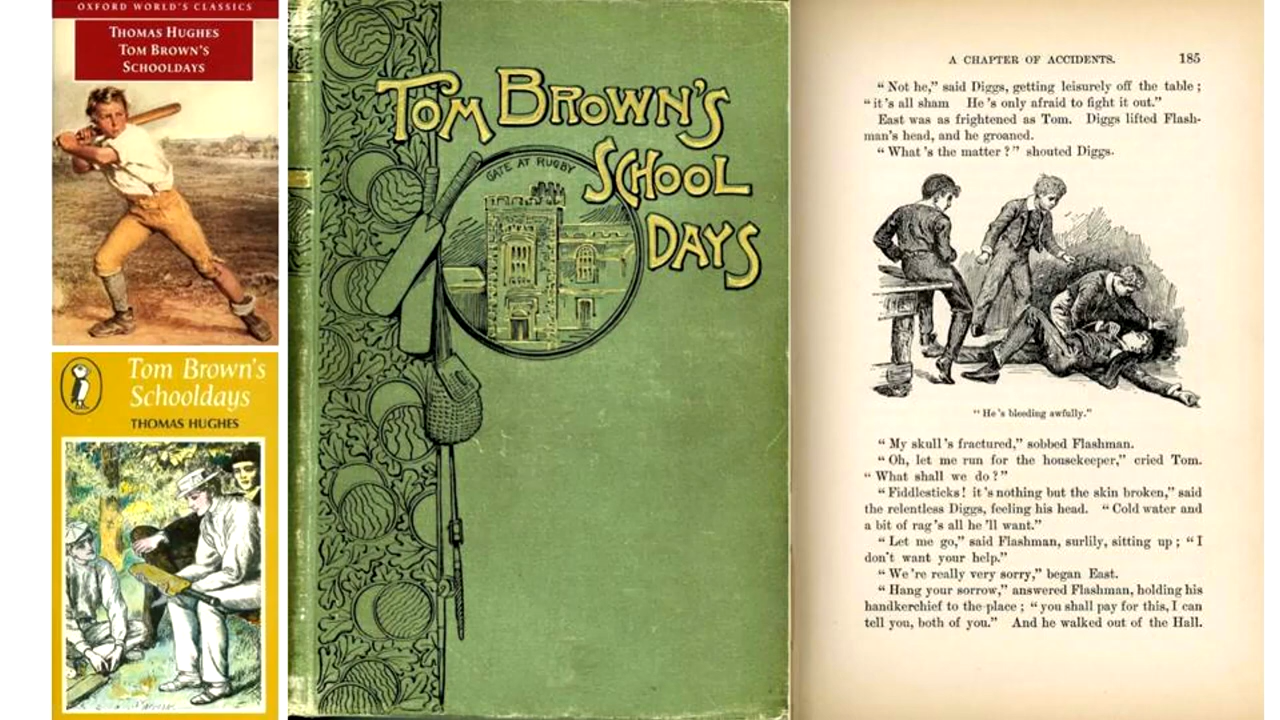 OXFORD WORLD'S CLASSICS
THOMAS HUGHES
TOM BROWN'S
SCHOOLDAYS
Tom Brown's
Schooldays
THOMAS HUGHES
TOM BROWN'S
SCHOOL
DAYS
GATE AT RUGBY
A CHAPTER OF ACCIDENTS. 185
“ Not he,” said Diggs, getting leisurely off the table ;
“ it's all sham He's only afraid to fight it out.”
East was as frightened as Tom. Diggs lifted Flash-
man's head, and he groaned.
“ What 's the matter ? ” shouted Diggs.
“ He's bleeding awfully.”
“ My skull 's fractured,” sobbed Flashman.
“ Oh, let me run for the housekeeper,” cried Tom.
“ What shall we do ? ”
“ Fiddlesticks ! it 's nothing but the skin broken,” said
the relentless Diggs, feeling his head. “ Cold water and
a bit of rag 's all he 'll want.”
“ Let me go,” said Flashman, surlily, sitting up ; “ I
don't want your help.”
“ We 're really very sorry,” began East.
“ Hang your sorrow,” answered Flashman, holding his
handkerchief to the place ; “ you shall pay for this, I can
tell you, both of you.” And he walked out of the Hall.